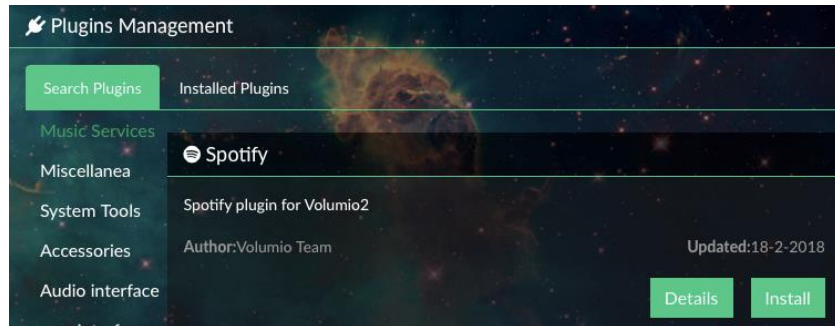 Plugins Management
Search Plugins Installed Plugins
Music Services
Miscellanea
System Tools
Accessories
Audio interface
Spotify
Spotify plugin for Volumio2
Author:Volumio Team Updated:18-2-2018
Details Install